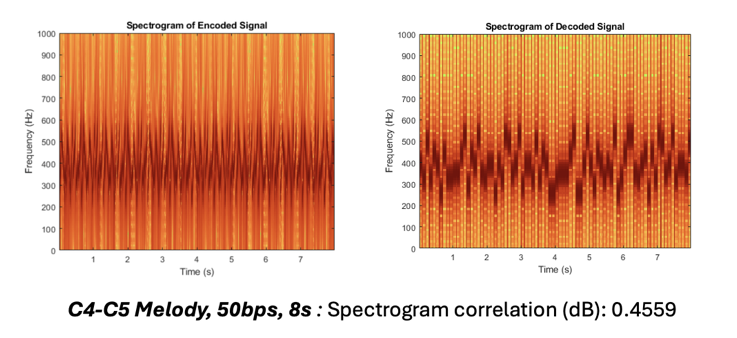 Spectrogram of Encoded Signal
1000
900
800
700
600
500
400
300
200
100
0
Frequency (Hz)
1 2 3 4 5 6 7
Time (s)
Spectrogram of Decoded Signal
1000
900
800
700
600
500
400
300
200
100
0
Frequency (Hz)
1 2 3 4 5 6 7
Time (s)
C4-C5 Melody, 50bps, 8s : Spectrogram correlation (dB): 0.4559